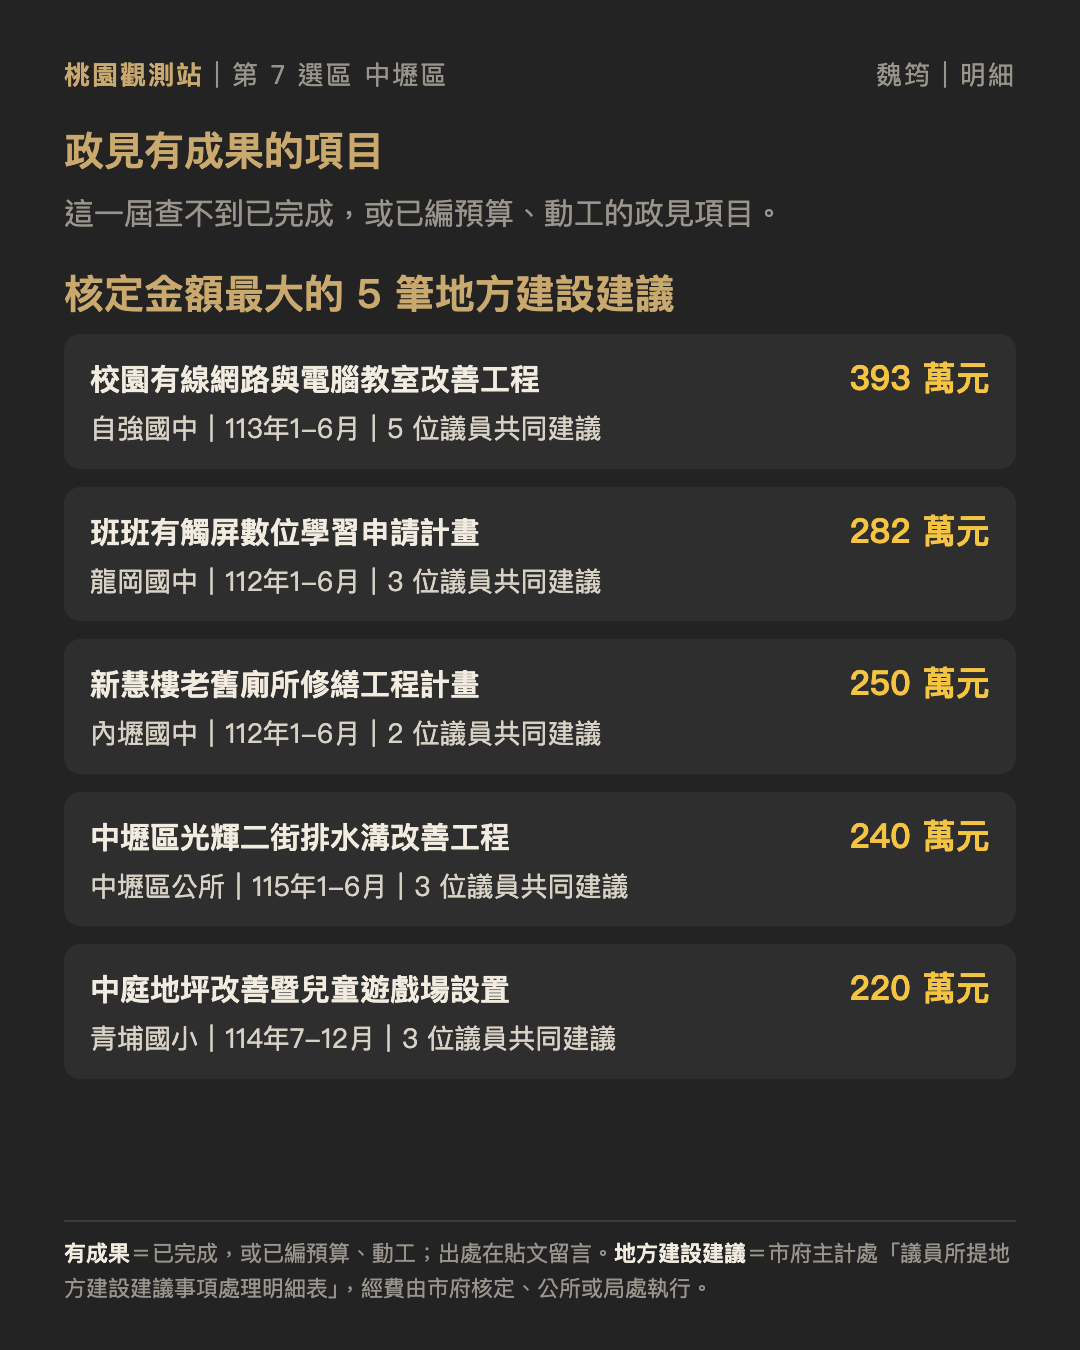 桃園觀測站｜第 7 選區 中壢區
魏筠｜明細
政見有成果的項目
這一屆查不到已完成，或已編預算、動工的政見項目。
核定金額最大的 5 筆地方建設建議
校園有線網路與電腦教室改善工程
393 萬元
自強國中｜113年1–6月｜5 位議員共同建議
班班有觸屏數位學習申請計畫
282 萬元
龍岡國中｜112年1–6月｜3 位議員共同建議
新慧樓老舊廁所修繕工程計畫
250 萬元
內壢國中｜112年1–6月｜2 位議員共同建議
中壢區光輝二街排水溝改善工程
240 萬元
中壢區公所｜115年1–6月｜3 位議員共同建議
中庭地坪改善暨兒童遊戲場設置
220 萬元
青埔國小｜114年7–12月｜3 位議員共同建議
有成果＝已完成，或已編預算、動工；出處在貼文留言。地方建設建議＝市府主計處「議員所提地
方建設建議事項處理明細表」，經費由市府核定、公所或局處執行。